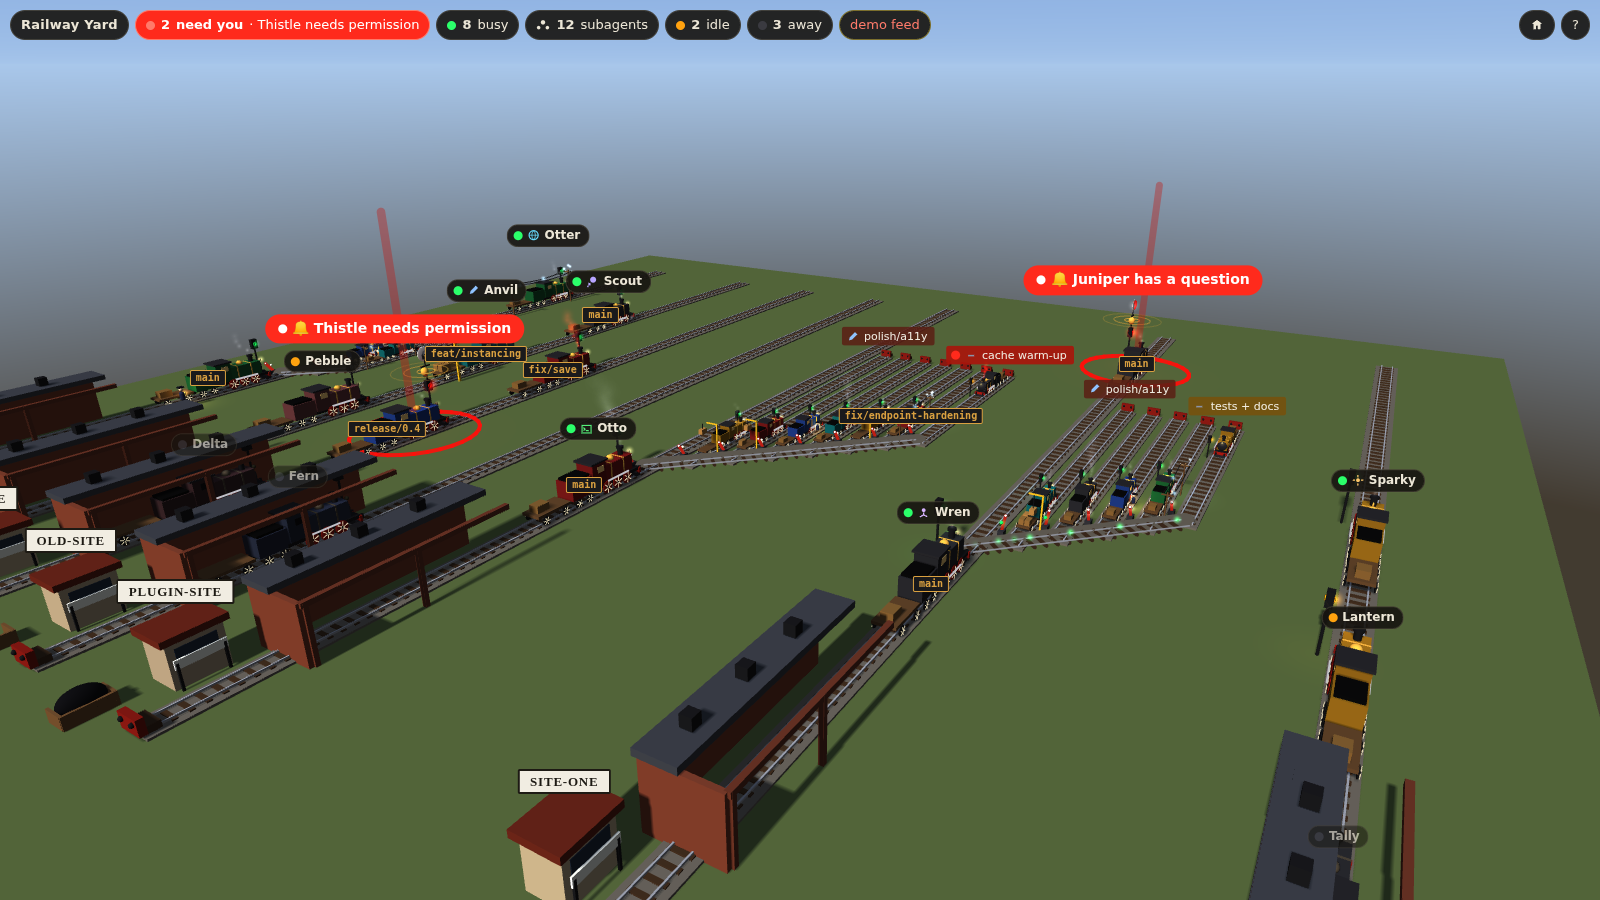 Railway Yard
2 need you · Thistle needs permission
8 busy
12 subagents
2 idle
3 away
demo feed
?
Otter
Scout
Anvil
Juniper has a question
main
Thistle needs permission
polish/a11y
feat/instancing
cache warm-up
Pebble
fix/save
main
main
polish/a11y
tests + docs
fix/endpoint-hardening
release/0.4
Otto
Delta
Fern
main
Sparky
E
Wren
OLD-SITE
main
PLUGIN-SITE
Lantern
SITE-ONE
Tally